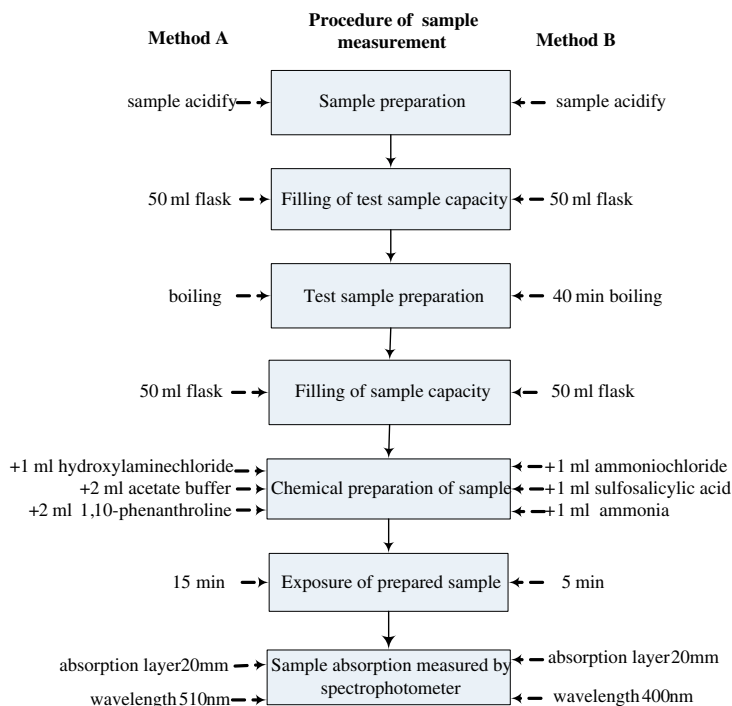 Procedure of sample
Method A measurement Method B
sample acidify Sample preparation sample acidify
50 ml flask Filling of test sample capacity 50 ml flask
boiling Test sample preparation 40 min boiling
50 ml flask Filling of sample capacity 50 ml flask
+1 ml hydroxylaminechloride +1 ml ammoniochloride
+2 ml acetate buffer Chemical preparation of sample +1 ml sulfosalicylic acid
+2 ml 1,10-phenanthroline +1 ml ammonia
15 min Exposure of prepared sample 5 min
absorption layer20mm Sample absorption measured by absorption layer20mm
spectrophotometer
wavelength510nm wavelength400nm